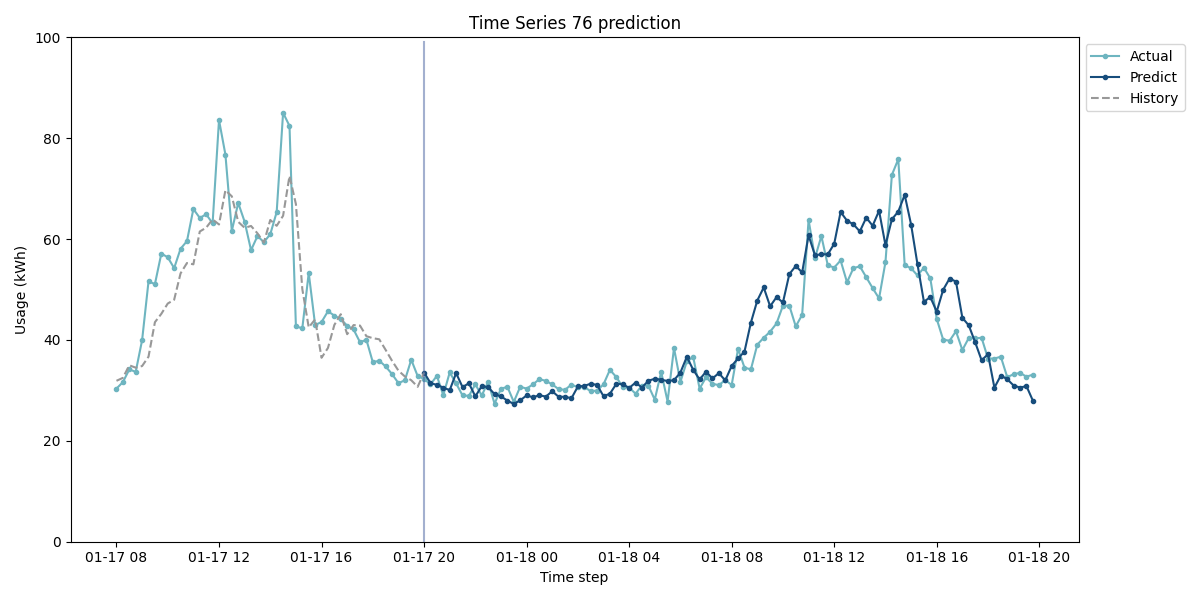 Time Series 76 prediction
100
80
60
40
20
0
Usage (kWh)
01-17 08
01-17 12
01-17 16
01-17 20
01-18 00
01-18 04
01-18 08
01-18 12
01-18 16
01-18 20
Time step
Actual
Predict
History